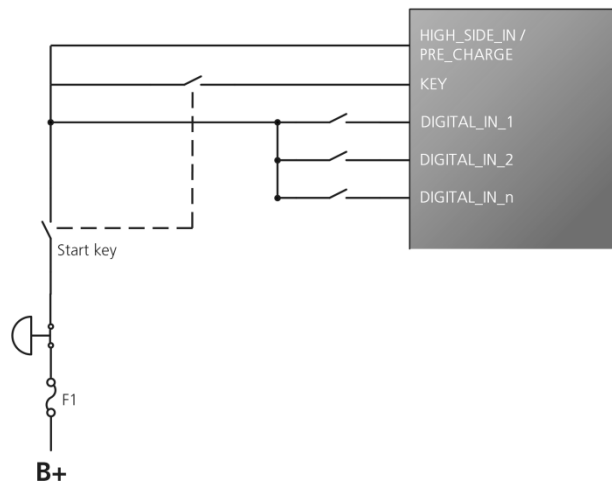 HIGH_SIDE_IN /
PRE_CHARGE
KEY
DIGITAL_IN_1
DIGITAL_IN_2
DIGITAL_IN_n
Start key
F1
B+